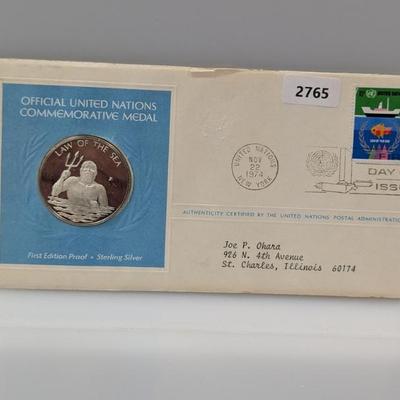 OFFICIAL UNITED NATIONS
COMMEMORATIVE MEDAL
LAW OF THE SEA
First Edition Proof • Sterling Silver
2765
UNITED NATIONS
NOV
22
1974
NEW YORK
DAY
ISSU
AUTHENTICITY CERTIFIED BY THE UNITED NATIONS POSTAL ADMINISTRATION
Joe P. Ohara
926 N. 4th Avenue
St. Charles, Illinois 60174